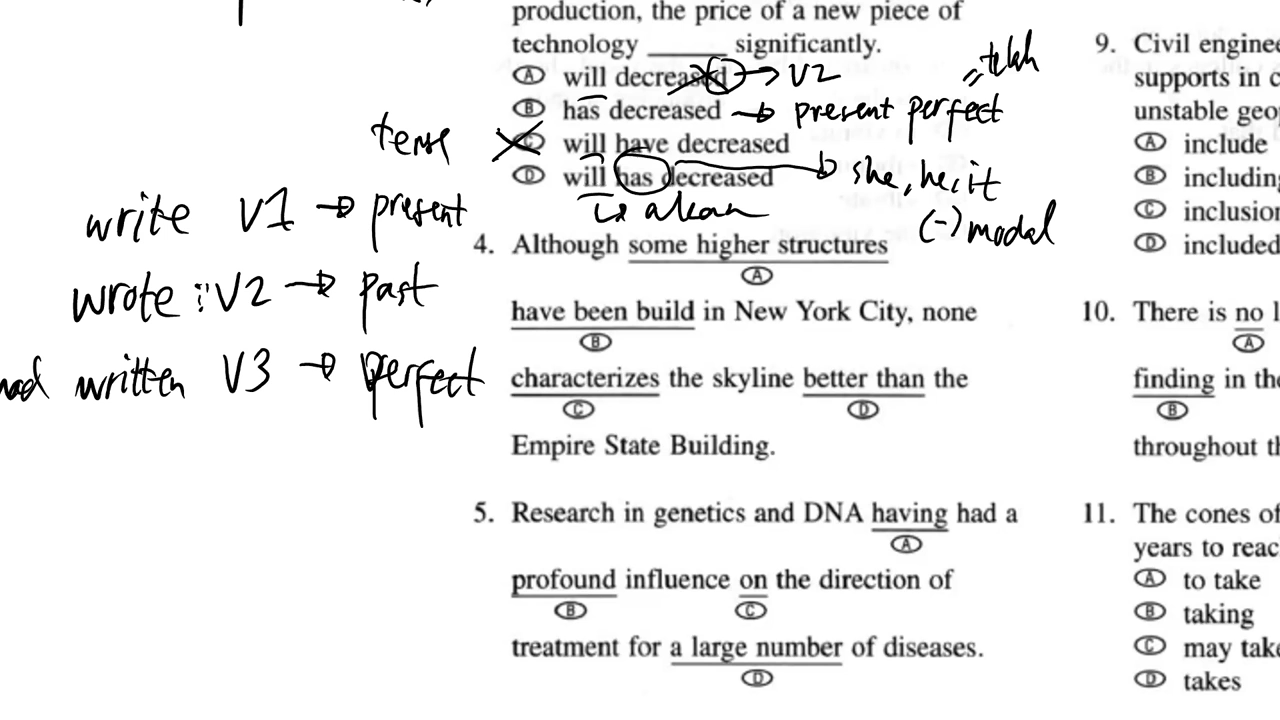 production, the price of a new piece of
technology ______ significantly.
Ⓐ will decreased → V2
= telah
Ⓑ has decreased → present perfect
tense
Ⓒ will have decreased
Ⓓ will has decreased → she, he, it
↳ akan
(-) modal
write V1 → present
wrote : V2 → past
written V3 → perfect
4. Although some higher structures
Ⓐ
have been build in New York City, none
Ⓑ
characterizes the skyline better than the
Ⓒ Ⓓ
Empire State Building.
5. Research in genetics and DNA having had a
Ⓐ
profound influence on the direction of
Ⓑ Ⓒ
treatment for a large number of diseases.
Ⓓ
9. Civil enginee
supports in c
unstable geo
Ⓐ include
Ⓑ including
Ⓒ inclusion
Ⓓ included
10. There is no l
Ⓐ
finding in the
Ⓑ
throughout th
11. The cones of
years to reac
Ⓐ to take
Ⓑ taking
Ⓒ may take
Ⓓ takes